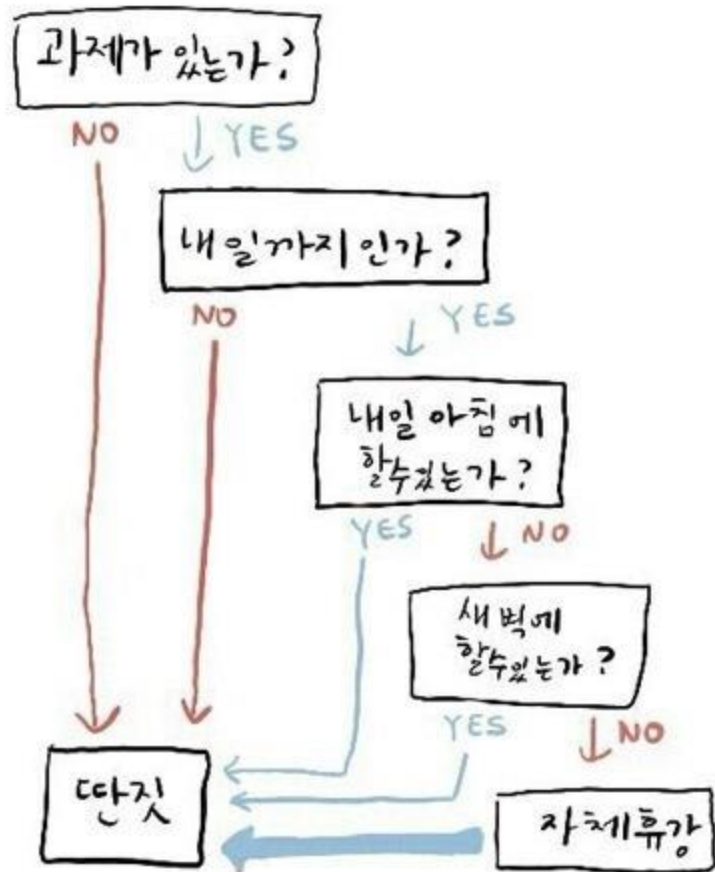 과제가 있는가?
NO
YES
내일까지인가?
NO
YES
내일 아침에
할수있는가?
YES
NO
새벽에
할수있는가?
YES
NO
딴짓
자체휴강